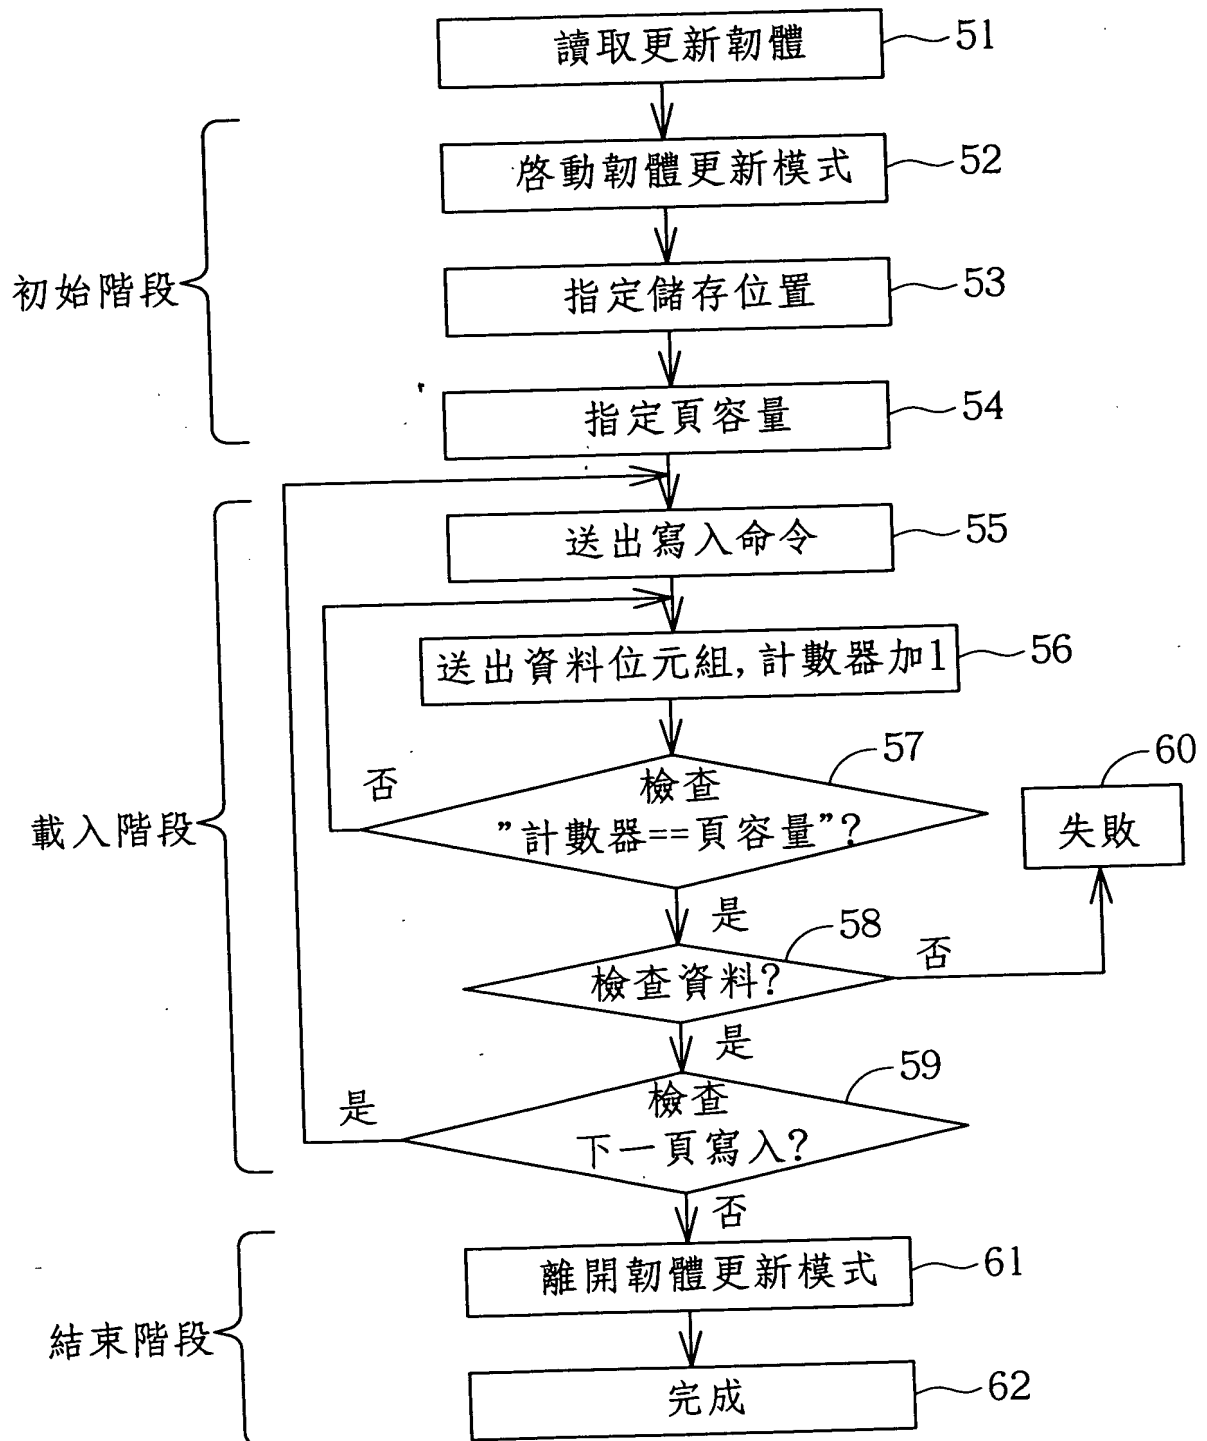 讀取更新韌體
51
啓動韌體更新模式
52
初始階段
指定儲存位置
53
指定頁容量
54
送出寫入命令
55
送出資料位元組,計數器加1
56
57
60
否
檢查
"計數器==頁容量"?
失敗
載入階段
是
58
否
檢查資料?
是
59
是
檢查
下一頁寫入?
否
離開韌體更新模式
61
結束階段
完成
62